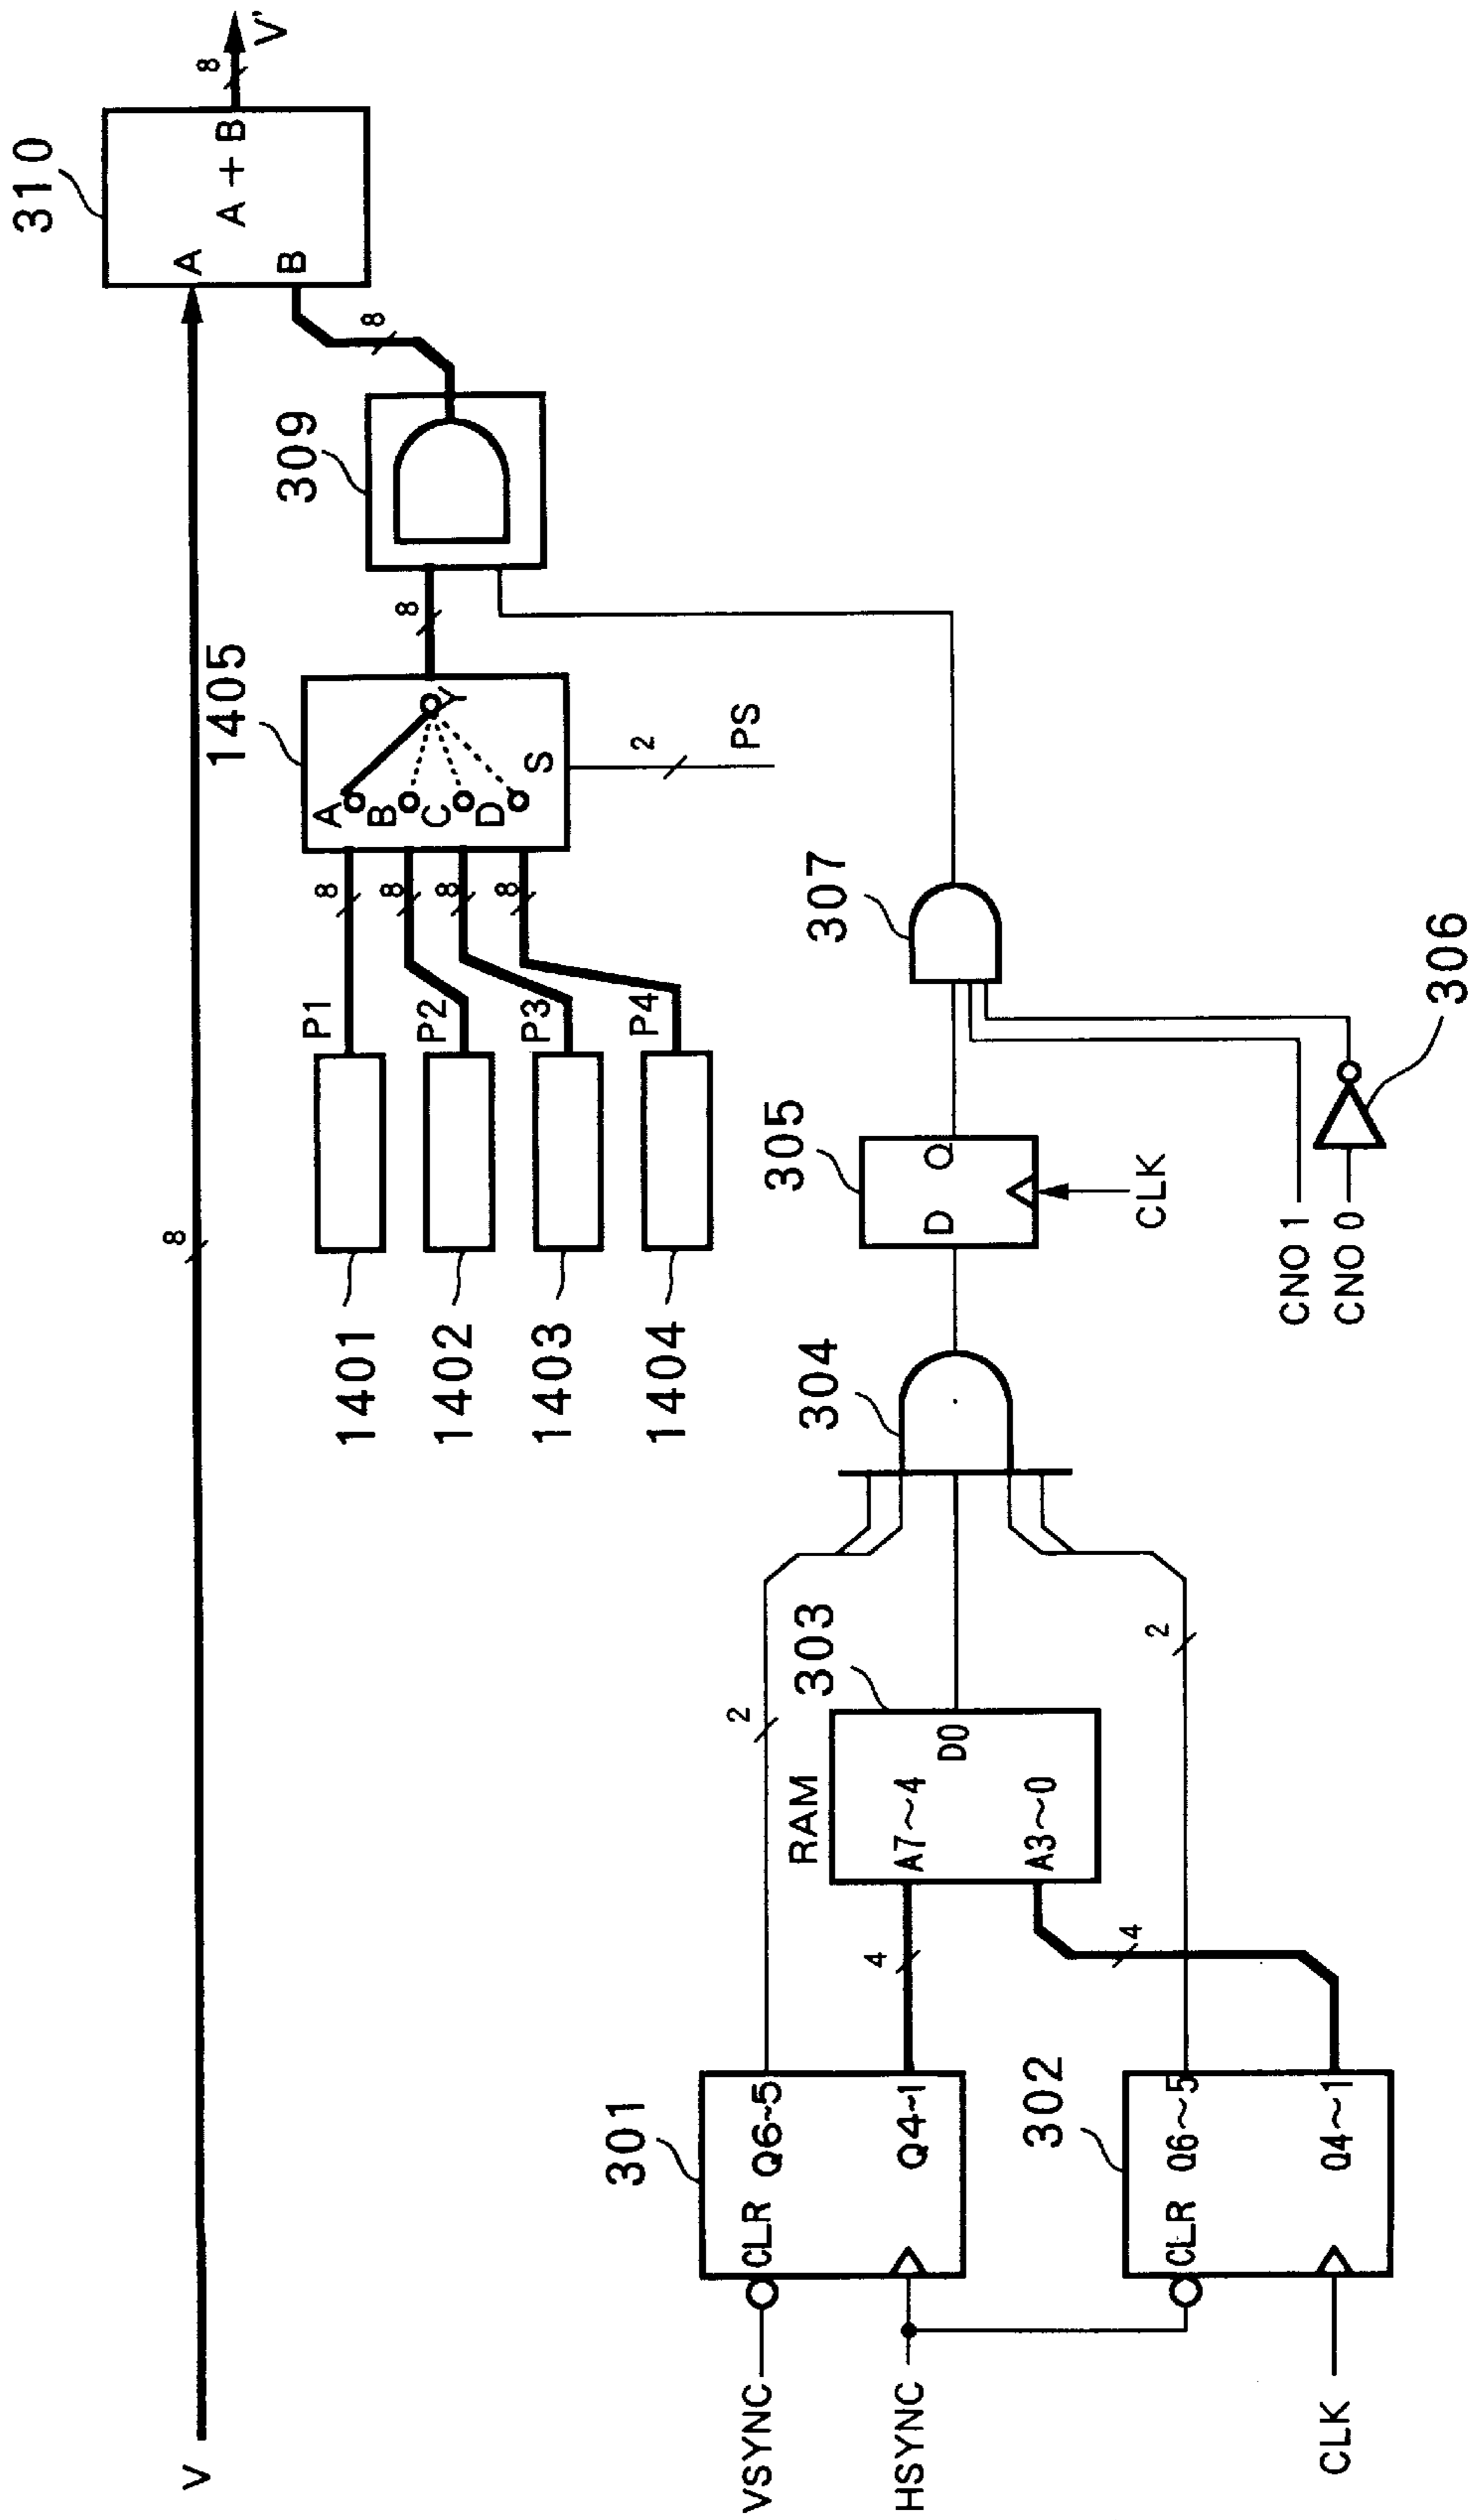 V
8
310
A
B
A+B
8
V'
309
8
8
1405
A
B
C
D
Y
S
2
PS
8
8
8
8
P1
P2
P3
P4
1401
1402
1403
1404
307
306
305
D
Q
CLK
CNO 1
CNO 0
304
RAM
303
A7~4
A3~0
D0
2
2
4
4
301
CLR
Q6~5
Q4~1
302
CLR
Q6~5
Q4~1
VSYNC
HSYNC
CLK